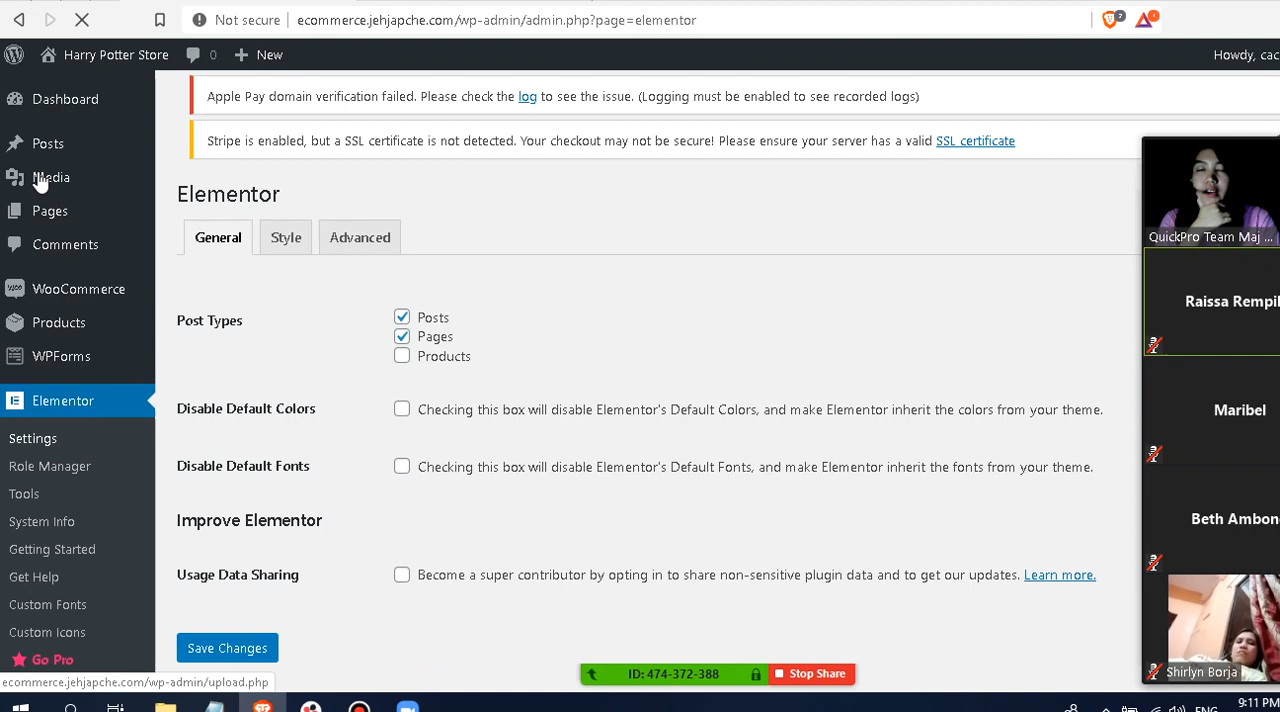 Not secure ecommerce.jehjapche.com/wp-admin/admin.php?page=elementor 2 1
Harry Potter Store 0 New Howdy, cac
Dashboard
Posts
Media
Pages
Comments
WooCommerce
Products
WPForms
Elementor
Settings
Role Manager
Tools
System Info
Getting Started
Get Help
Custom Fonts
Custom Icons
Go Pro
ecommerce.jehjapche.com/wp-admin/upload.php
Apple Pay domain verification failed. Please check the log to see the issue. (Logging must be enabled to see recorded logs)
Stripe is enabled, but a SSL certificate is not detected. Your checkout may not be secure! Please ensure your server has a valid SSL certificate
Elementor
General Style Advanced
Post Types
Posts
Pages
Products
Disable Default Colors Checking this box will disable Elementor's Default Colors, and make Elementor inherit the colors from your theme.
Disable Default Fonts Checking this box will disable Elementor's Default Fonts, and make Elementor inherit the fonts from your theme.
Improve Elementor
Usage Data Sharing Become a super contributor by opting in to share non-sensitive plugin data and to get our updates. Learn more.
Save Changes
ID: 474-372-388 Stop Share
QuickPro Team Maj ...
Raissa Rempil
Maribel
Beth Ambon
Shirlyn Borja
ENG 9:11 PM